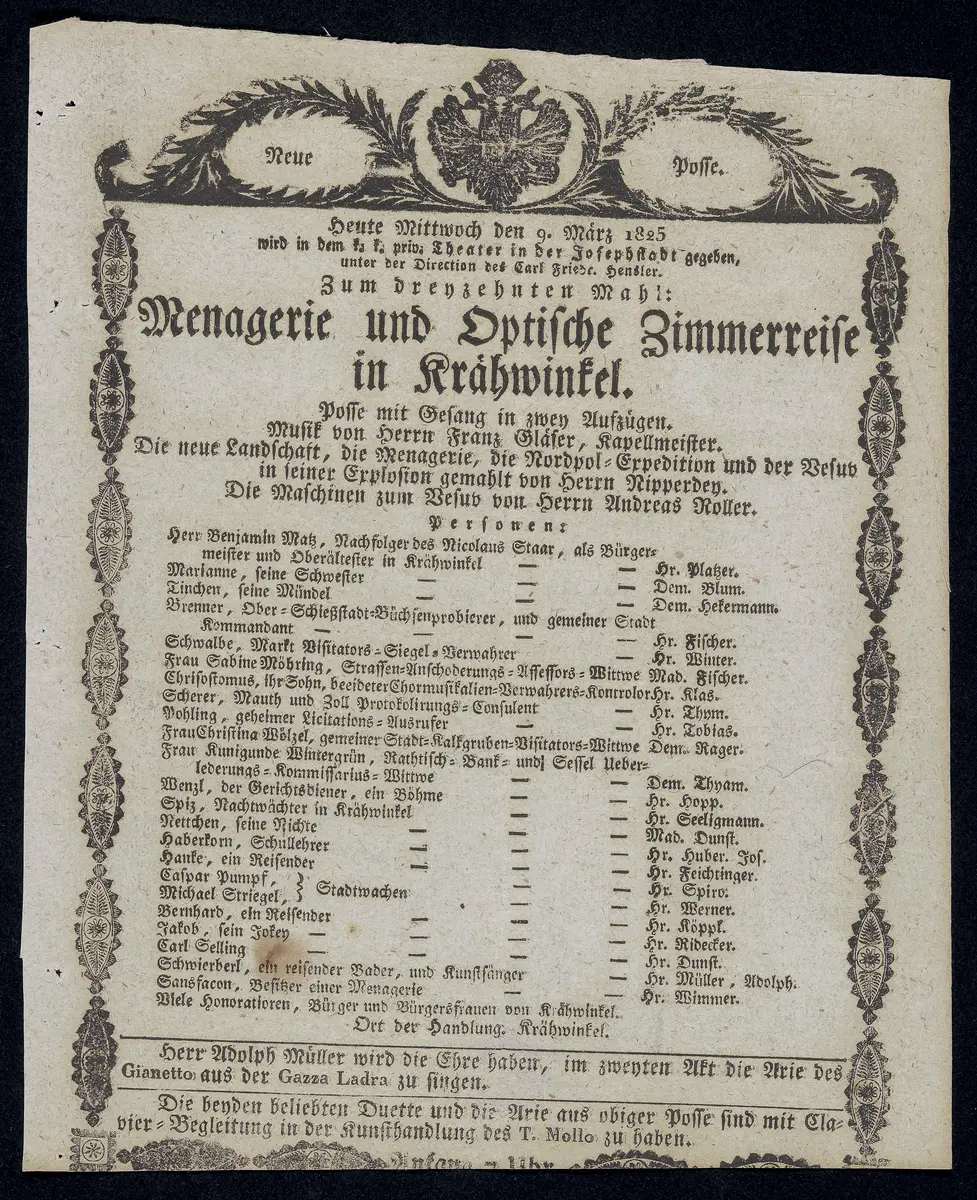 Neue
Posse.
Heute Mittwoch den 9. März 1825
wird in dem k. k. priv. Theater in der Josephstadt gegeben,
unter der Direction des Carl Friedr. Hensler.
Zum dreyzehnten Mahl:
Menagerie und Optische Zimmerreise
in Krähwinkel.
Posse mit Gesang in zwey Aufzügen.
Musik von Herrn Franz Gläser, Kapellmeister.
Die neue Landschaft, die Menagerie, die Nordpol-Expedition und der Vesuv
in seiner Explosion gemahlt von Herrn Nipperdey.
Die Maschinen zum Vesuv von Herrn Andreas Roller.
Personen:
Herr Benjamin Matz, Nachfolger des Nicolaus Staar, als Bürger-
meister und Oberältester in Krähwinkel — — Hr. Platzer.
Marianne, seine Schwester — — — Dem. Blum.
Tinchen, seine Mündel — — — Dem. Hekermann.
Brenner, Ober-Schießstadt-Büchsenprobierer, und gemeiner Stadt
Kommandant — — — — Hr. Fischer.
Schwalbe, Markt Visitators-Siegel-Verwahrer — Hr. Winter.
Frau Sabine Möhring, Strassen-Anschoderungs-Assessors-Wittwe Mad. Fischer.
Chrisostomus, ihr Sohn, beeideter Chormusikalien-Verwahrers-Kontrolor Hr. Klas.
Scherer, Mauth und Zoll Protokolirungs-Consulent — Hr. Thym.
Pohling, geheimer Licitations-Ausrufer — — Hr. Tobias.
Frau Christina Wölzel, gemeiner Stadt-Kalkgruben-Visitators-Wittwe Dem. Rager.
Frau Kunigunde Wintergrün, Rathtisch-Bank- und Sessel Ueber-
lederungs-Kommissarius-Wittwe — — Dem. Thyam.
Wenzl, der Gerichtsdiener, ein Böhme — — Hr. Hopp.
Spiz, Nachtwächter in Krähwinkel — — Hr. Seeligmann.
Nettchen, seine Nichte — — — Mad. Dunst.
Haberkorn, Schullehrer — — — Hr. Huber. Jos.
Hanke, ein Reisender — — — Hr. Feichtinger.
Caspar Pumpf, } Stadtwachen — — Hr. Spiro.
Michael Striegel, — — Hr. Werner.
Bernhard, ein Reisender — — — Hr. Köppl.
Jakob, sein Jokey — — — — Hr. Ridecker.
Carl Selling — — — — Hr. Dunst.
Schwierberl, ein reisender Bader, und Kunstsänger — Hr. Müller, Adolph.
Sansfacon, Besitzer einer Menagerie — — Hr. Wimmer.
Viele Honoratioren, Bürger und Bürgersfrauen von Krähwinkel.
Ort der Handlung. Krähwinkel.
Herr Adolph Müller wird die Ehre haben, im zweyten Akt die Arie des
Gianetto aus der Gazza Ladra zu singen.
Die beyden beliebten Duette und die Arie aus obiger Posse sind mit Cla-
vier-Begleitung in der Kunsthandlung des T. Mollo zu haben.
Anfang 7 Uhr